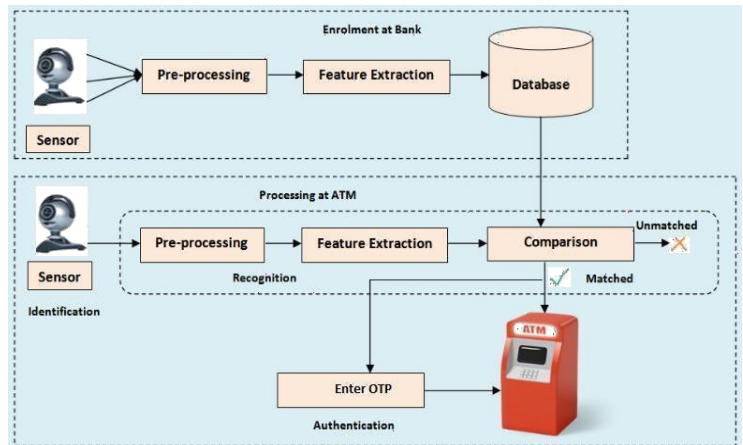 Enrolment at Bank
Pre-processing
Feature Extraction
Database
Sensor
Processing at ATM
Unmatched
Pre-processing
Feature Extraction
Comparison
Sensor
Recognition
Matched
Identification
ATM
Enter OTP
Authentication